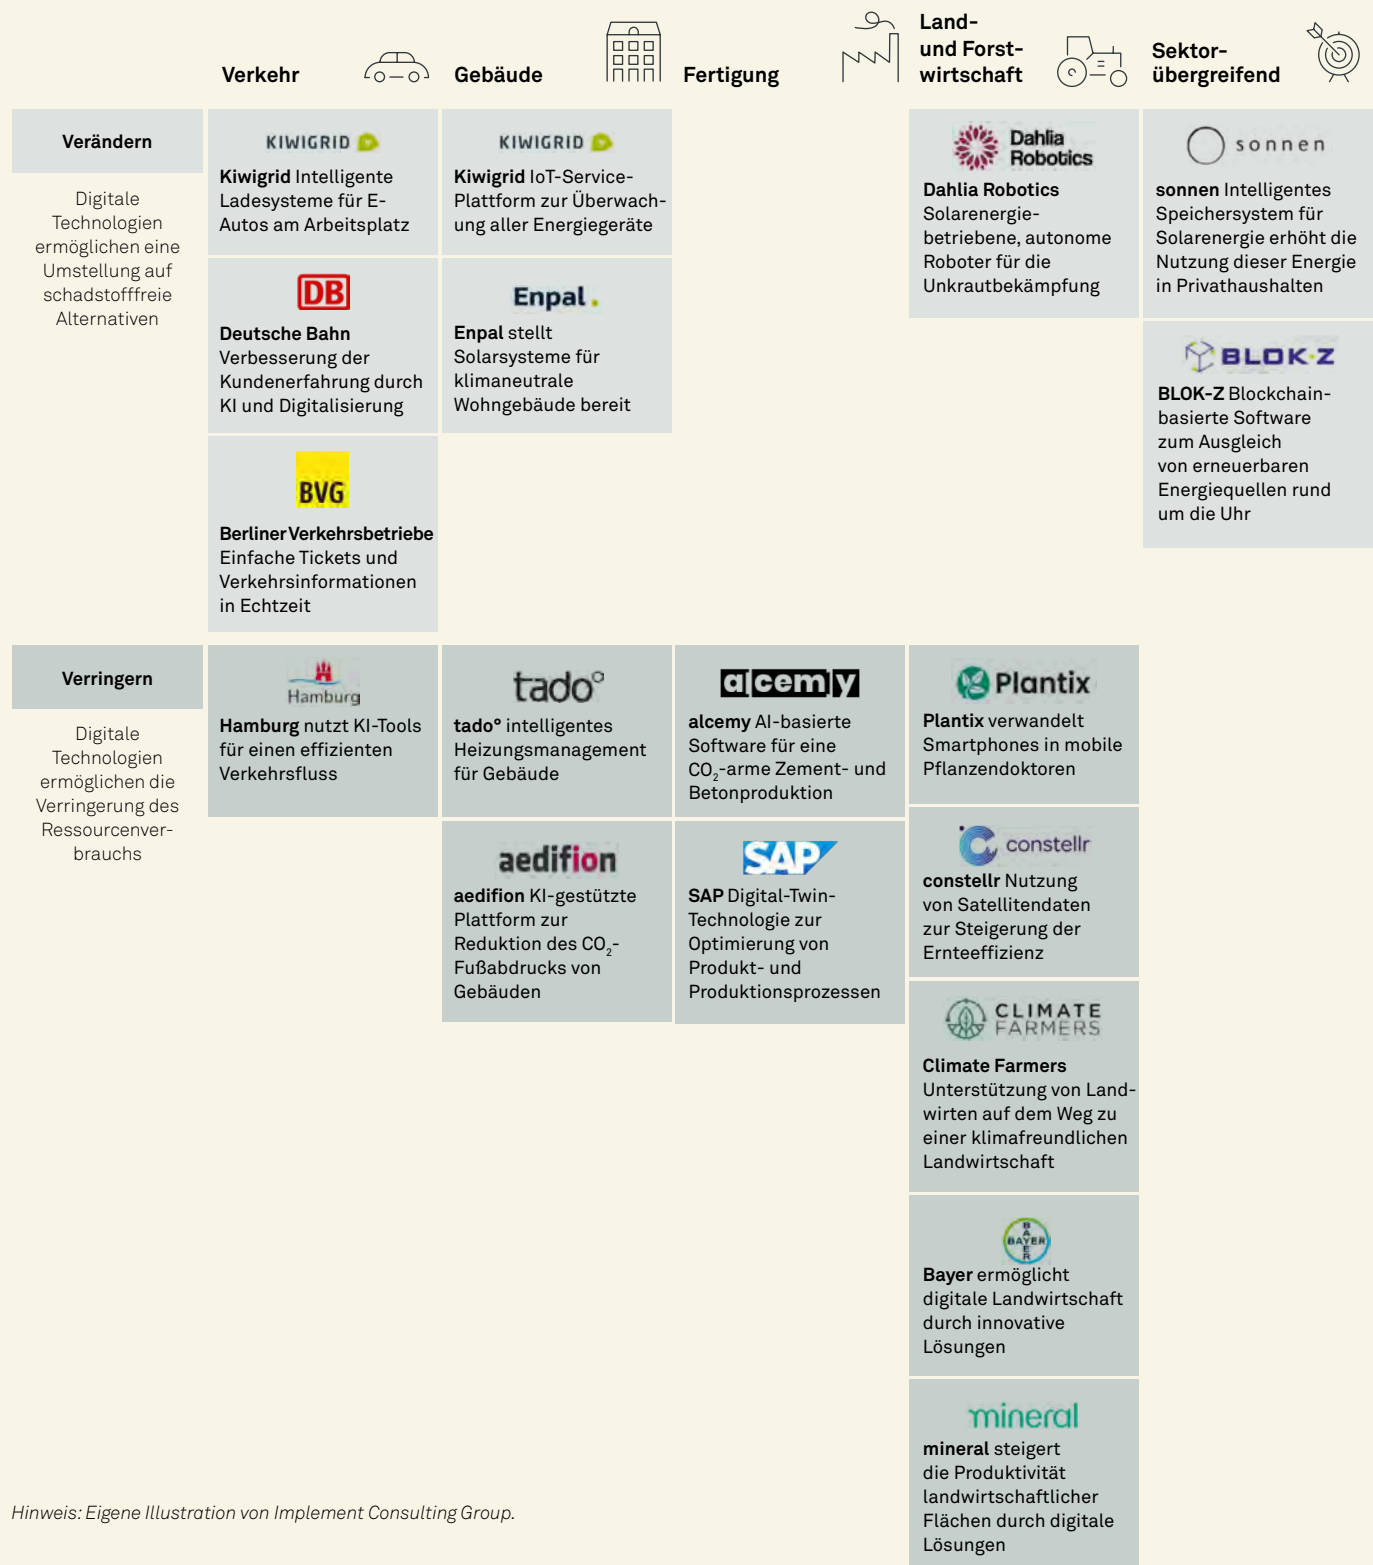 Verkehr
Gebäude
Fertigung
Land-
und Forst-
wirtschaft
Sektor-
übergreifend
Verändern
Digitale
Technologien
ermöglichen eine
Umstellung auf
schadstofffreie
Alternativen
KIWIGRID
Kiwigrid Intelligente
Ladesysteme für E-
Autos am Arbeitsplatz
DB
Deutsche Bahn
Verbesserung der
Kundenerfahrung durch
KI und Digitalisierung
BVG
Berliner Verkehrsbetriebe
Einfache Tickets und
Verkehrsinformationen
in Echtzeit
KIWIGRID
Kiwigrid IoT-Service-
Plattform zur Überwach-
ung aller Energiegeräte
Enpal.
Enpal stellt
Solarsysteme für
klimaneutrale
Wohngebäude bereit
Dahlia
Robotics
Dahlia Robotics
Solarenergie-
betriebene, autonome
Roboter für die
Unkrautbekämpfung
sonnen
sonnen Intelligentes
Speichersystem für
Solarenergie erhöht die
Nutzung dieser Energie
in Privathaushalten
BLOK·Z
BLOK-Z Blockchain-
basierte Software
zum Ausgleich
von erneuerbaren
Energiequellen rund
um die Uhr
Verringern
Digitale
Technologien
ermöglichen die
Verringerung des
Ressourcenver-
brauchs
Hamburg
Hamburg nutzt KI-Tools
für einen effizienten
Verkehrsfluss
tado°
tado° intelligentes
Heizungsmanagement
für Gebäude
aedifion
aedifion KI-gestützte
Plattform zur
Reduktion des CO₂-
Fußabdrucks von
Gebäuden
alcemy
alcemy AI-basierte
Software für eine
CO₂-arme Zement- und
Betonproduktion
SAP
SAP Digital-Twin-
Technologie zur
Optimierung von
Produkt- und
Produktionsprozessen
Plantix
Plantix verwandelt
Smartphones in mobile
Pflanzendoktoren
constellr
constellr Nutzung
von Satellitendaten
zur Steigerung der
Ernteeffizienz
CLIMATE
FARMERS
Climate Farmers
Unterstützung von Land-
wirten auf dem Weg zu
einer klimafreundlichen
Landwirtschaft
BAYER
BAYER
Bayer ermöglicht
digitale Landwirtschaft
durch innovative
Lösungen
mineral
mineral steigert
die Produktivität
landwirtschaftlicher
Flächen durch digitale
Lösungen
Hinweis: Eigene Illustration von Implement Consulting Group.